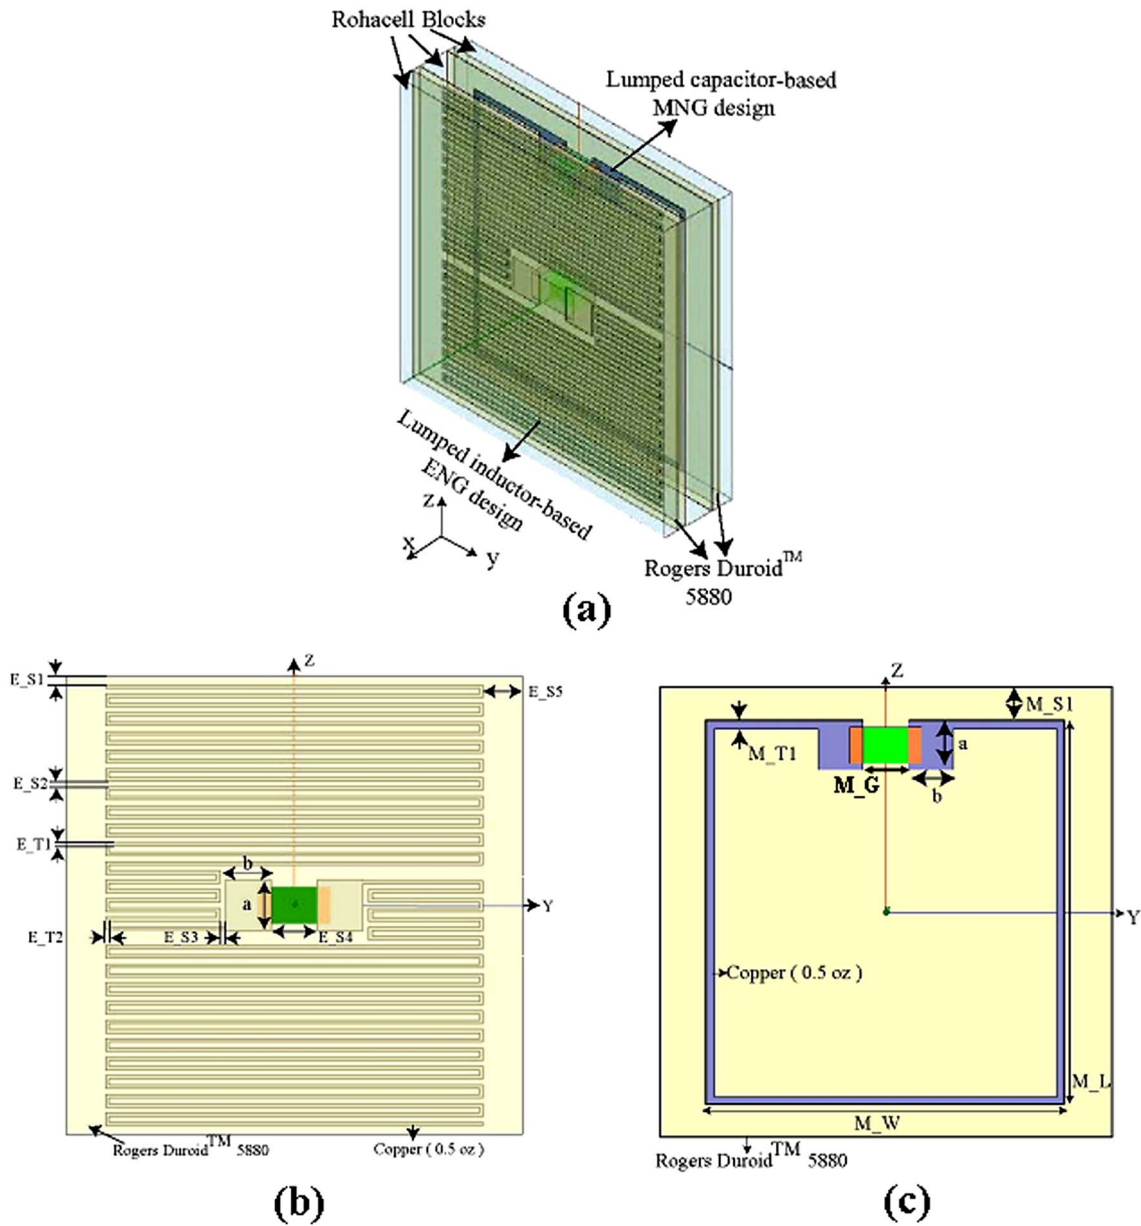 Rohacell Blocks
Lumped capacitor-based
MNG design
Lumped inductor-based
ENG design
z
x
y
Rogers Duroid™
5880
(a)
Z
E_S1
E_S5
E_S2
E_T1
b
a
Y
E_T2
E_S3
E_S4
Rogers Duroid™ 5880
Copper ( 0.5 oz )
(b)
Z
M_S1
M_T1
a
M_G
b
Y
Copper ( 0.5 oz )
M_L
M_W
Rogers Duroid™ 5880
(c)